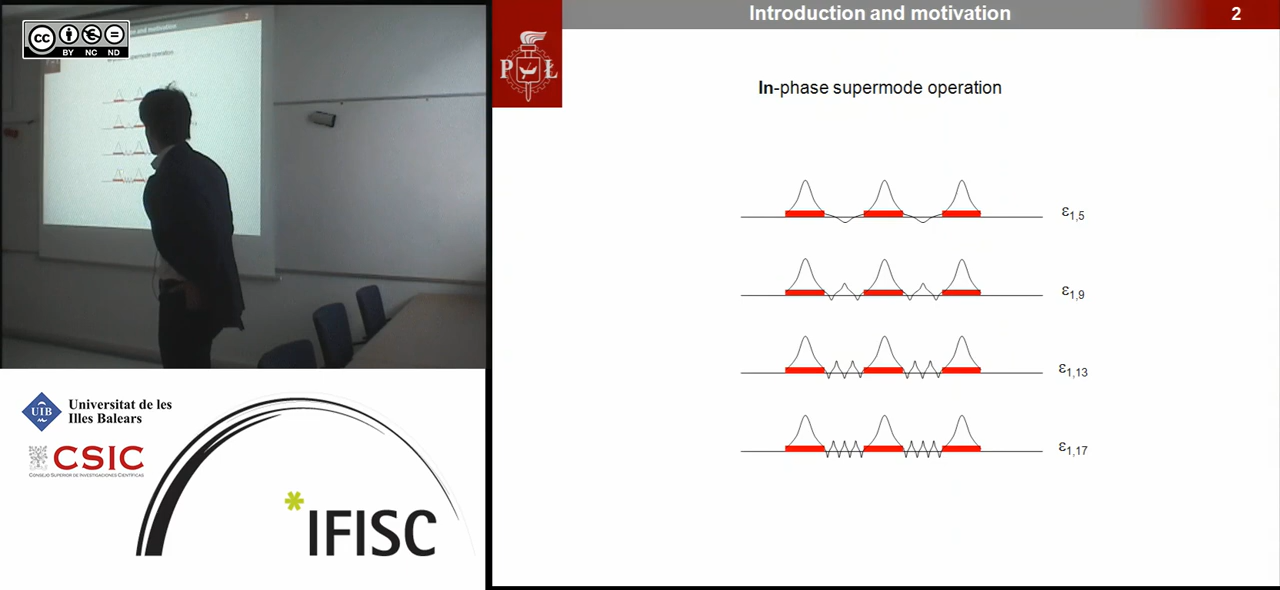 cc
BY NC ND
Introduction and motivation 2
P Ł
In-phase supermode operation
ε1,5
ε1,9
ε1,13
ε1,17
UIB
Universitat de les
Illes Balears
CSIC
CONSEJO SUPERIOR DE INVESTIGACIONES CIENTÍFICAS
*IFISC